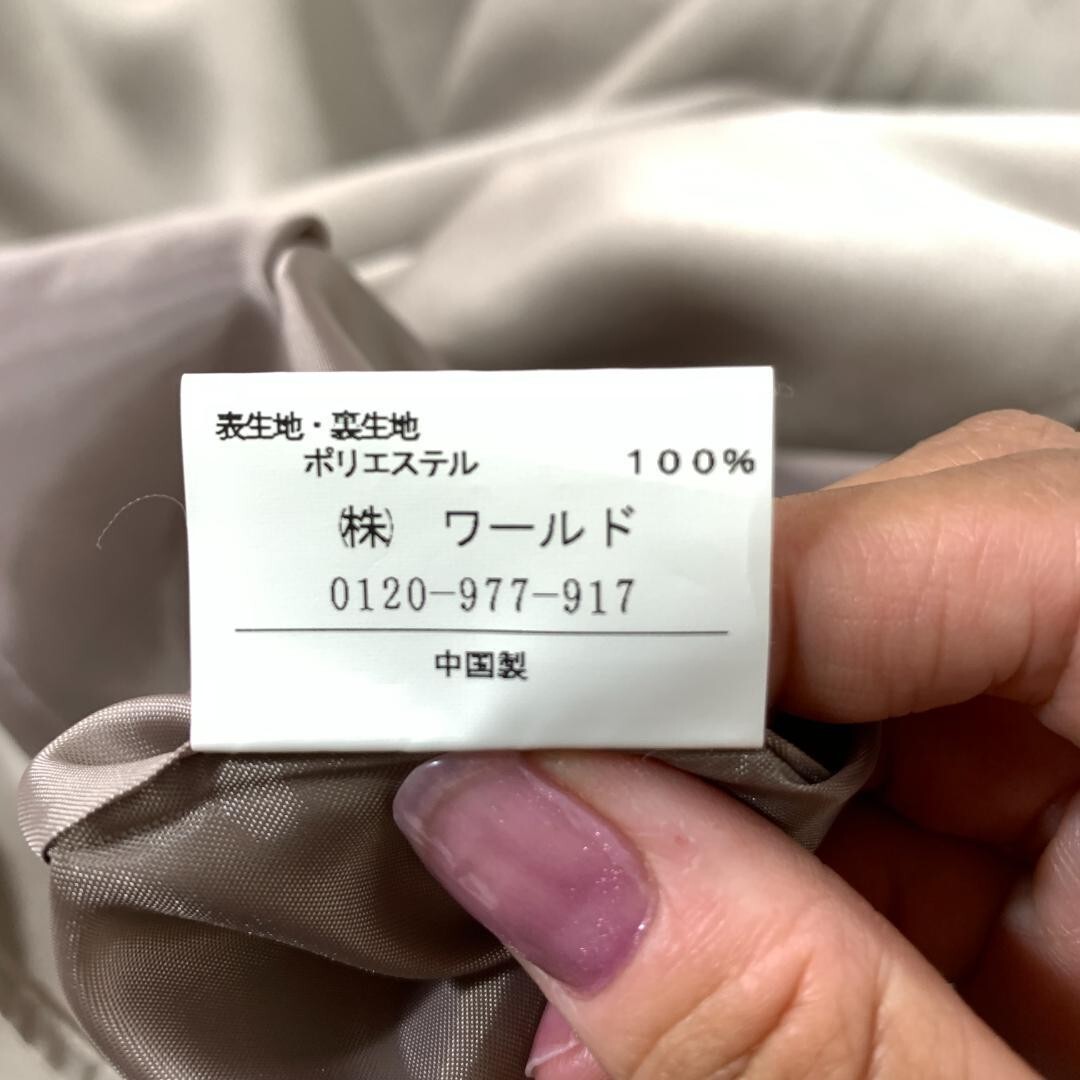 表生地・裏生地
ポリエステル 100%
㈱ ワールド
0120-977-917
中国製